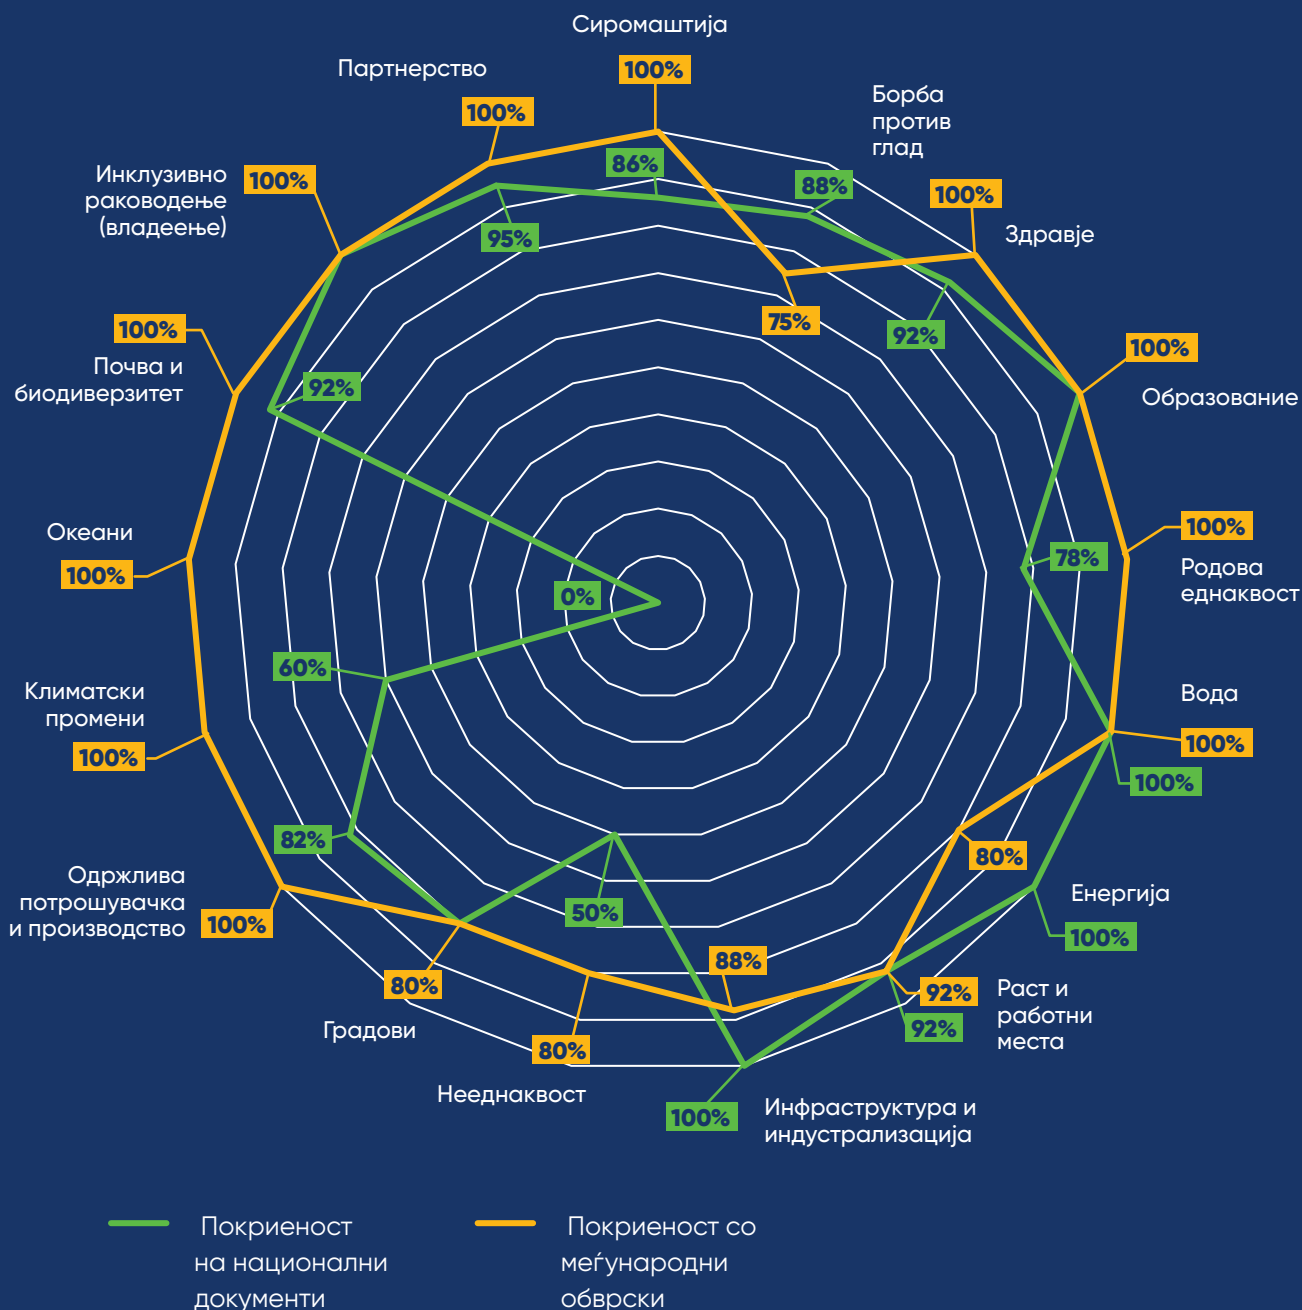 Сиромаштија
100%
86%
Борба
против
глад
88%
75%
100%
Здравје
92%
100%
Образование
100%
78%
Родова
еднаквост
Вода
100%
100%
80%
Енергија
100%
92%
92%
Раст и
работни
места
88%
100%
Инфраструктура и
индустрализација
50%
80%
Нееднаквост
80%
Градови
82%
Одржлива
потрошувачка
и производство
100%
60%
Климатски
промени
100%
0%
Океани
100%
92%
100%
Почва и
биодиверзитет
Инклузивно
раководење
(владеење)
100%
Партнерство
100%
95%
Покриеност
на национални
документи
Покриеност со
меѓународни
обврски